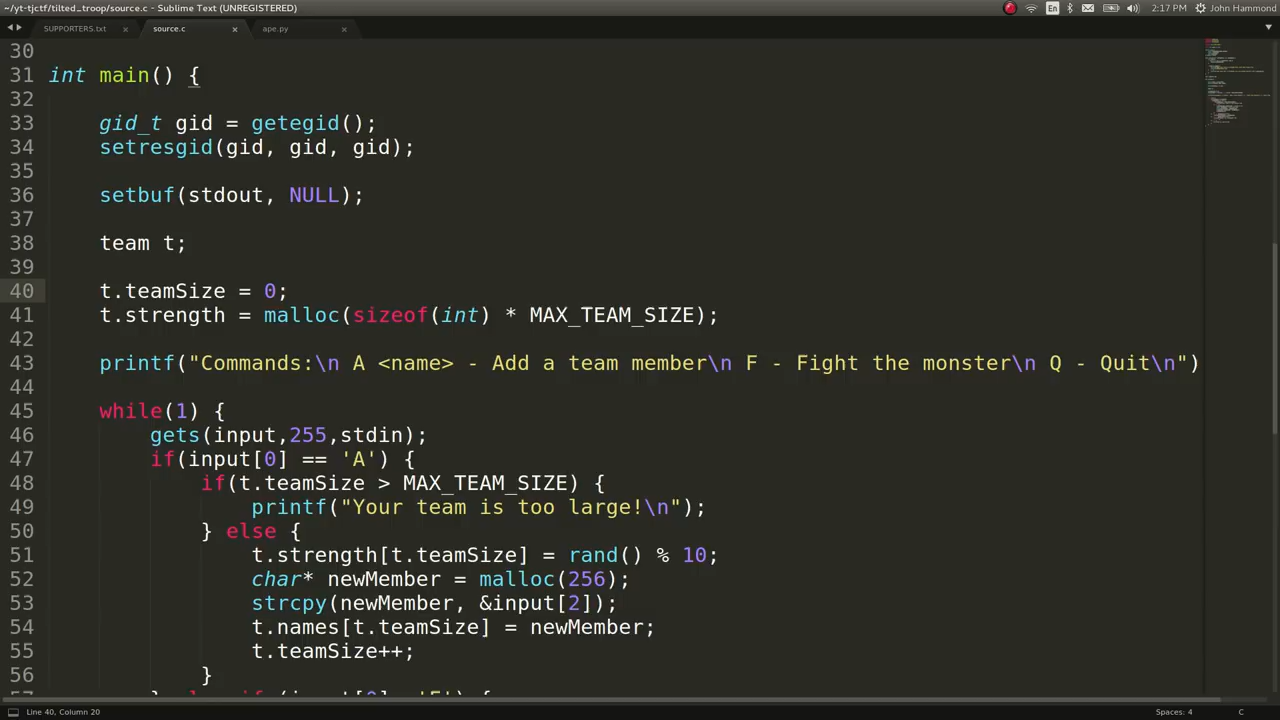 ~/yt-tjctf/tilted_troop/source.c - Sublime Text (UNREGISTERED)
En
2:17 PM
John Hammond
SUPPORTERS.txt × source.c × ape.py ×
30
31 int main() {
32
33 gid_t gid = getegid();
34 setresgid(gid, gid, gid);
35
36 setbuf(stdout, NULL);
37
38 team t;
39
40 t.teamSize = 0;
41 t.strength = malloc(sizeof(int) * MAX_TEAM_SIZE);
42
43 printf("Commands:\n A <name> - Add a team member\n F - Fight the monster\n Q - Quit\n")
44
45 while(1) {
46 gets(input,255,stdin);
47 if(input[0] == 'A') {
48 if(t.teamSize > MAX_TEAM_SIZE) {
49 printf("Your team is too large!\n");
50 } else {
51 t.strength[t.teamSize] = rand() % 10;
52 char* newMember = malloc(256);
53 strcpy(newMember, &input[2]);
54 t.names[t.teamSize] = newMember;
55 t.teamSize++;
56 }
Line 40, Column 20
Spaces: 4
C